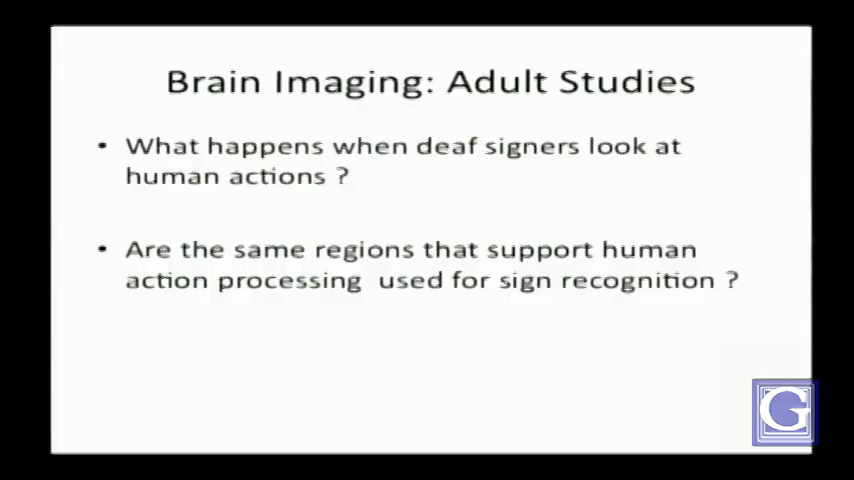 Brain Imaging: Adult Studies
• What happens when deaf signers look at
human actions ?
• Are the same regions that support human
action processing used for sign recognition ?
G